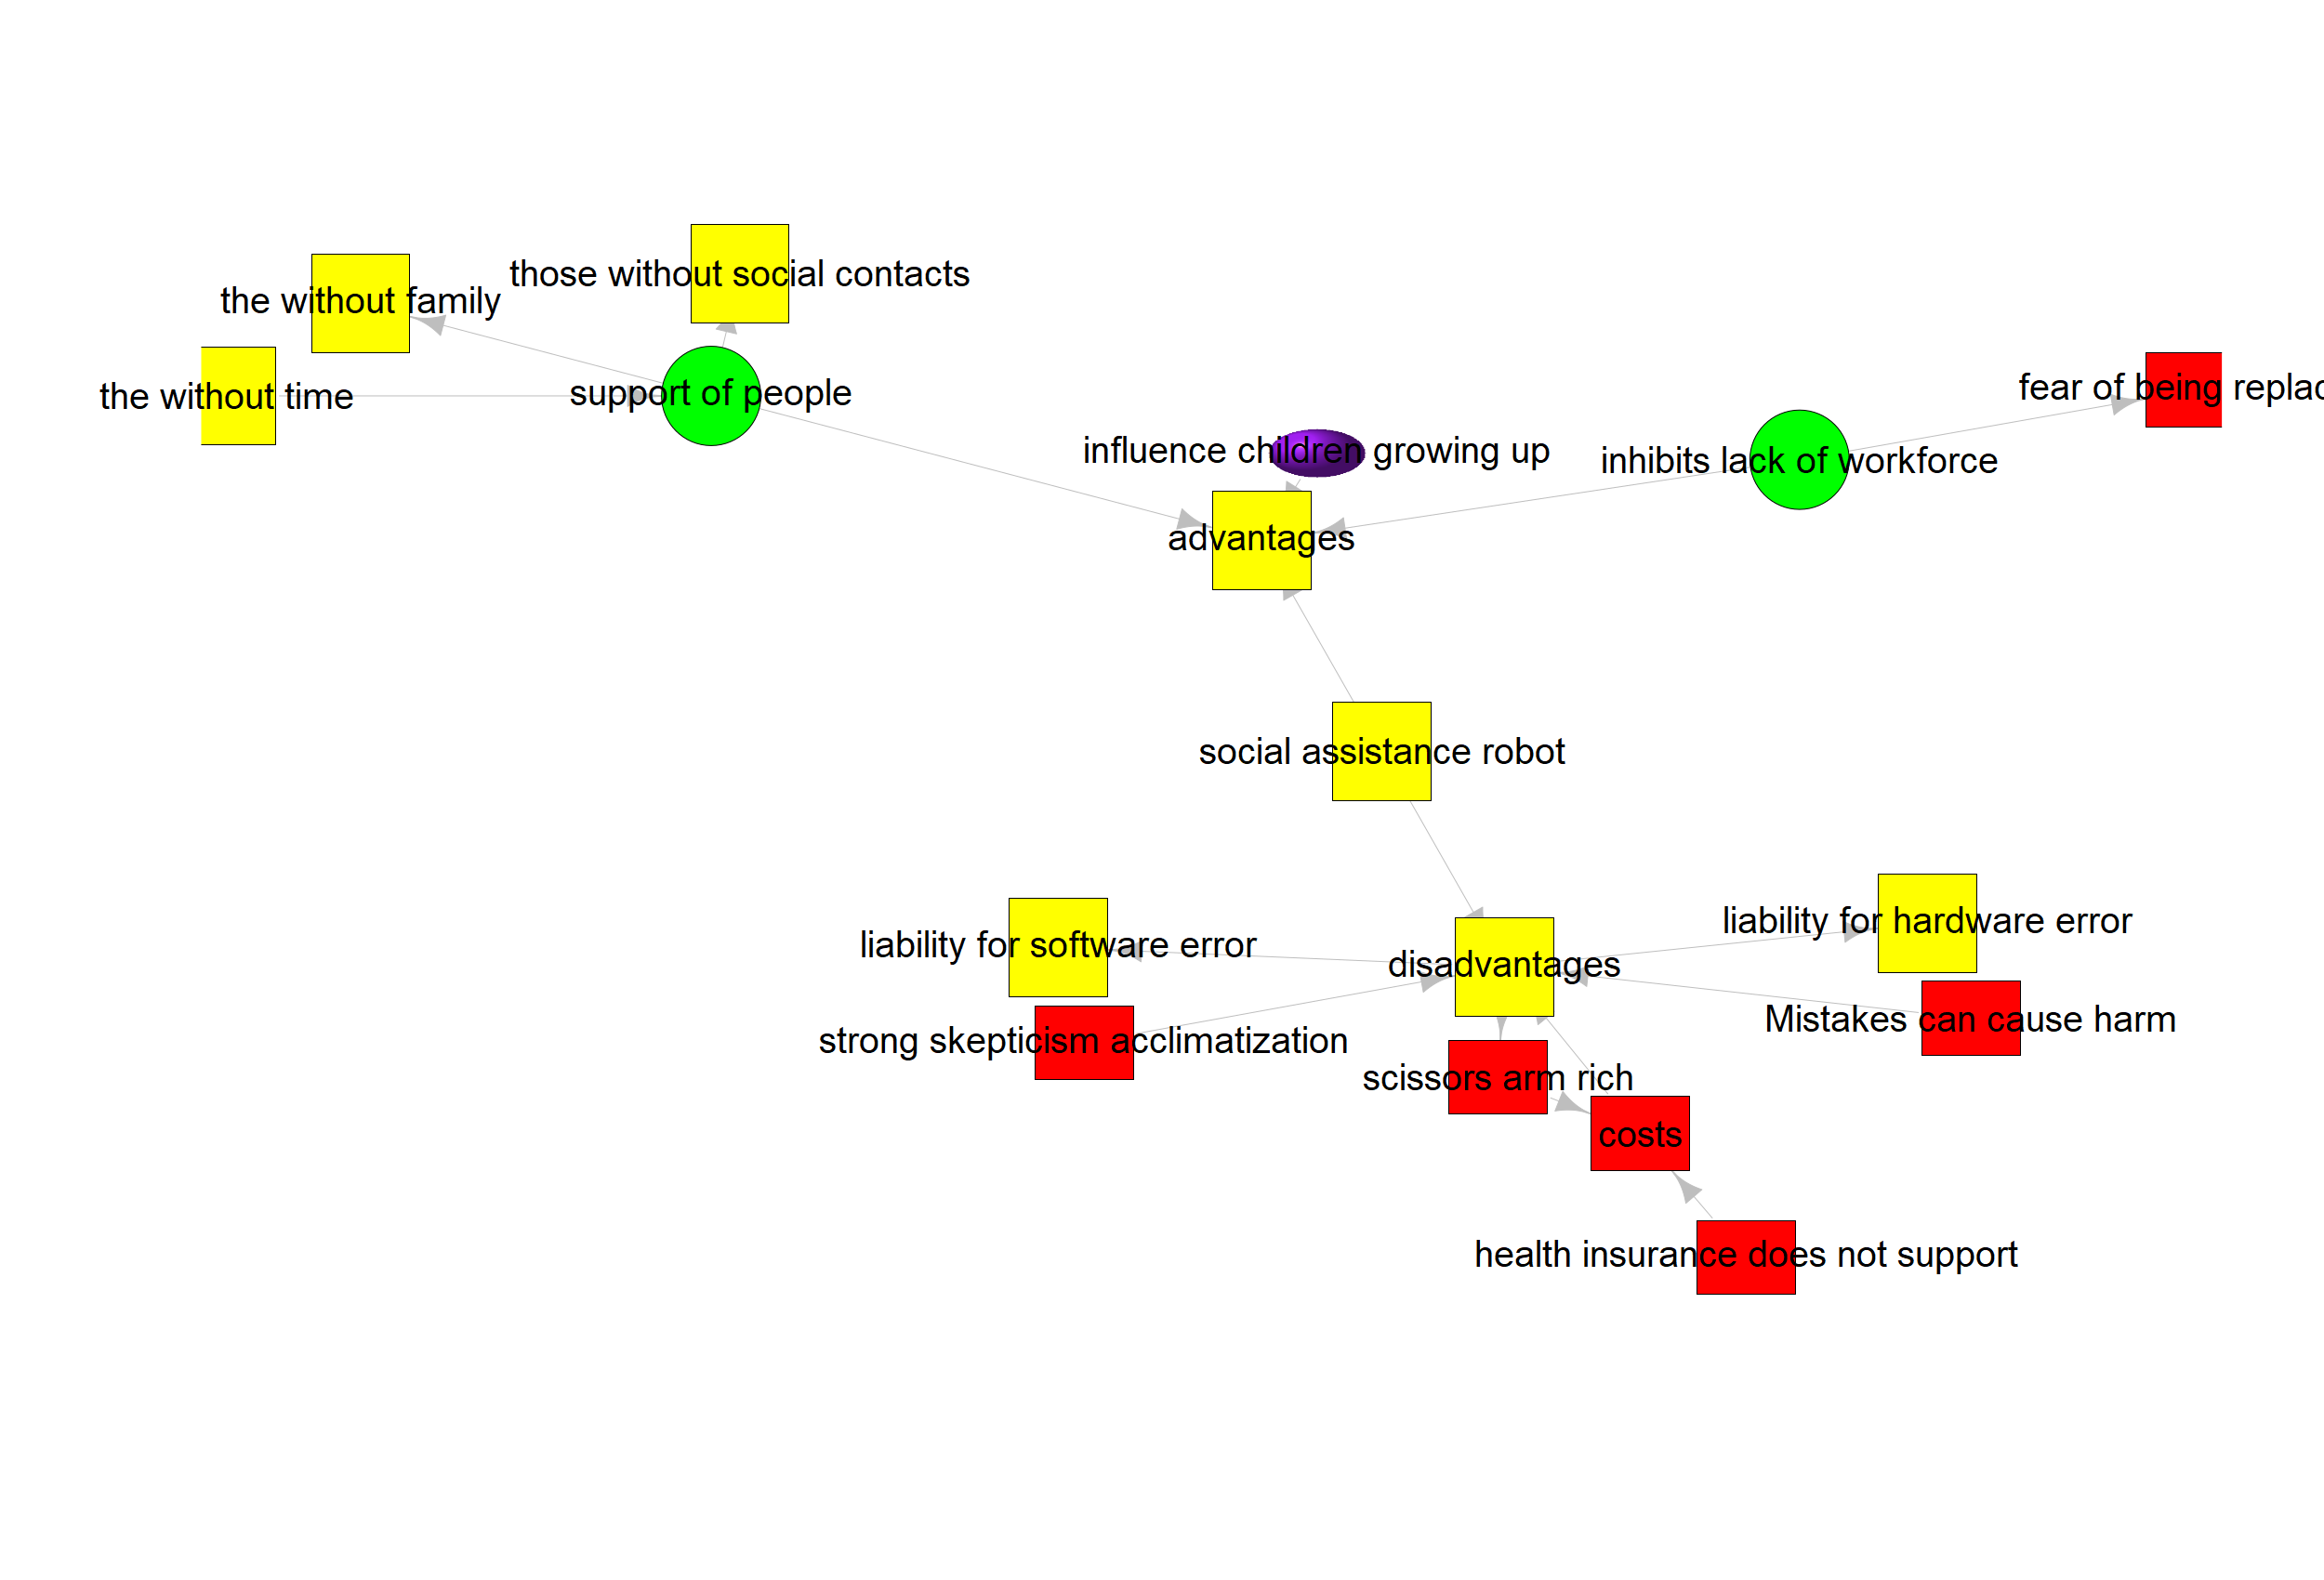 those without social contacts
the without family
the without time
support of people
fear of being replac
influence children growing up
inhibits lack of workforce
advantages
social assistance robot
liability for software error
liability for hardware error
disadvantages
strong skepticism acclimatization
Mistakes can cause harm
scissors arm rich
costs
health insurance does not support